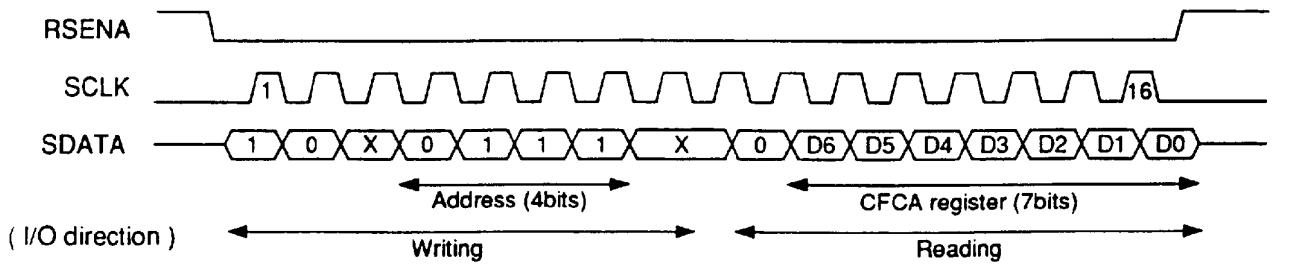 RSENA
SCLK 1 16
SDATA 1 0 X 0 1 1 1 X 0 D6 D5 D4 D3 D2 D1 D0
Address (4bits) CFCA register (7bits)
( I/O direction ) Writing Reading